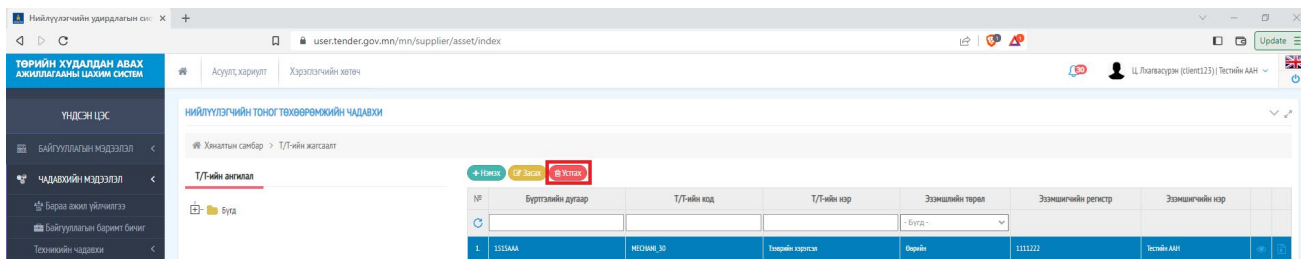 Нийлүүлэгчийн удирдлагын сис
user.tender.gov.mn/mn/supplier/asset/index
Update
ТӨРИЙН ХУДАЛДАН АВАХ
АЖИЛЛАГААНЫ ЦАХИМ СИСТЕМ
Асуулт, хариулт
Хэрэглэгчийн хөтөч
30
Ц. Лхагвасүрэн (client123) | Тестийн ААН
ҮНДСЭН ЦЭС
БАЙГУУЛЛАГЫН МЭДЭЭЛЭЛ
ЧАДАВХИЙН МЭДЭЭЛЭЛ
Бараа ажил үйлчилгээ
Байгууллагын баримт бичиг
Техникийн чадавхи
НИЙЛҮҮЛЭГЧИЙН ТОНОГ ТӨХӨӨРӨМЖИЙН ЧАДАВХИ
Хяналтын самбар > Т/Т-ийн жагсаалт
Т/Т-ийн ангилал
Бүгд
Нэмэх Засах Устгах
№ Бүртгэлийн дугаар Т/Т-ийн код Т/Т-ийн нэр Эзэмшлийн төрөл Эзэмшигчийн регистр Эзэмшигчийн нэр
- Бүгд -
1. 1515AAA MECHANI_30 Тээврийн хэрэгсэл Өөрийн 1111222 Тестийн ААН